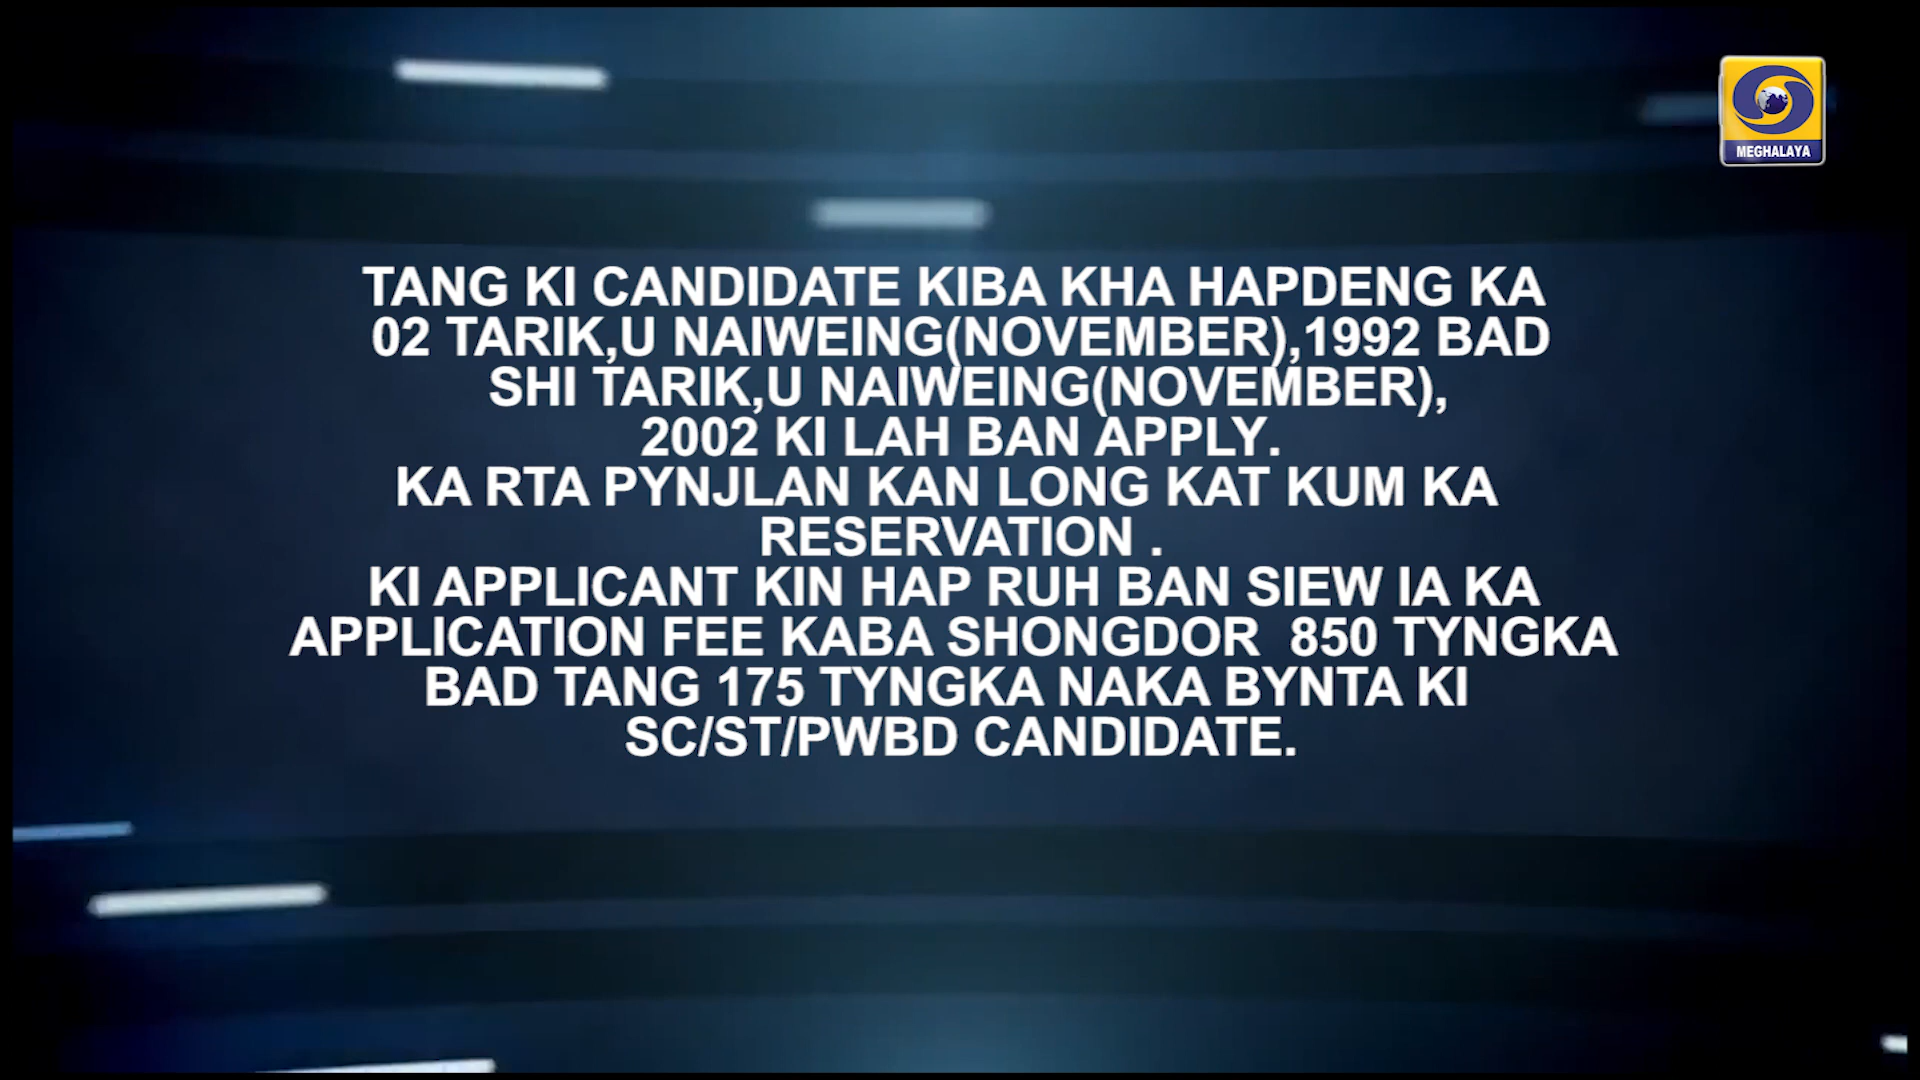 MEGHALAYA
TANG KI CANDIDATE KIBA KHA HAPDENG KA
02 TARIK,U NAIWEING(NOVEMBER),1992 BAD
SHI TARIK,U NAIWEING(NOVEMBER),
2002 KI LAH BAN APPLY.
KA RTA PYNJLAN KAN LONG KAT KUM KA
RESERVATION .
KI APPLICANT KIN HAP RUH BAN SIEW IA KA
APPLICATION FEE KABA SHONGDOR  850 TYNGKA
BAD TANG 175 TYNGKA NAKA BYNTA KI
SC/ST/PWBD CANDIDATE.